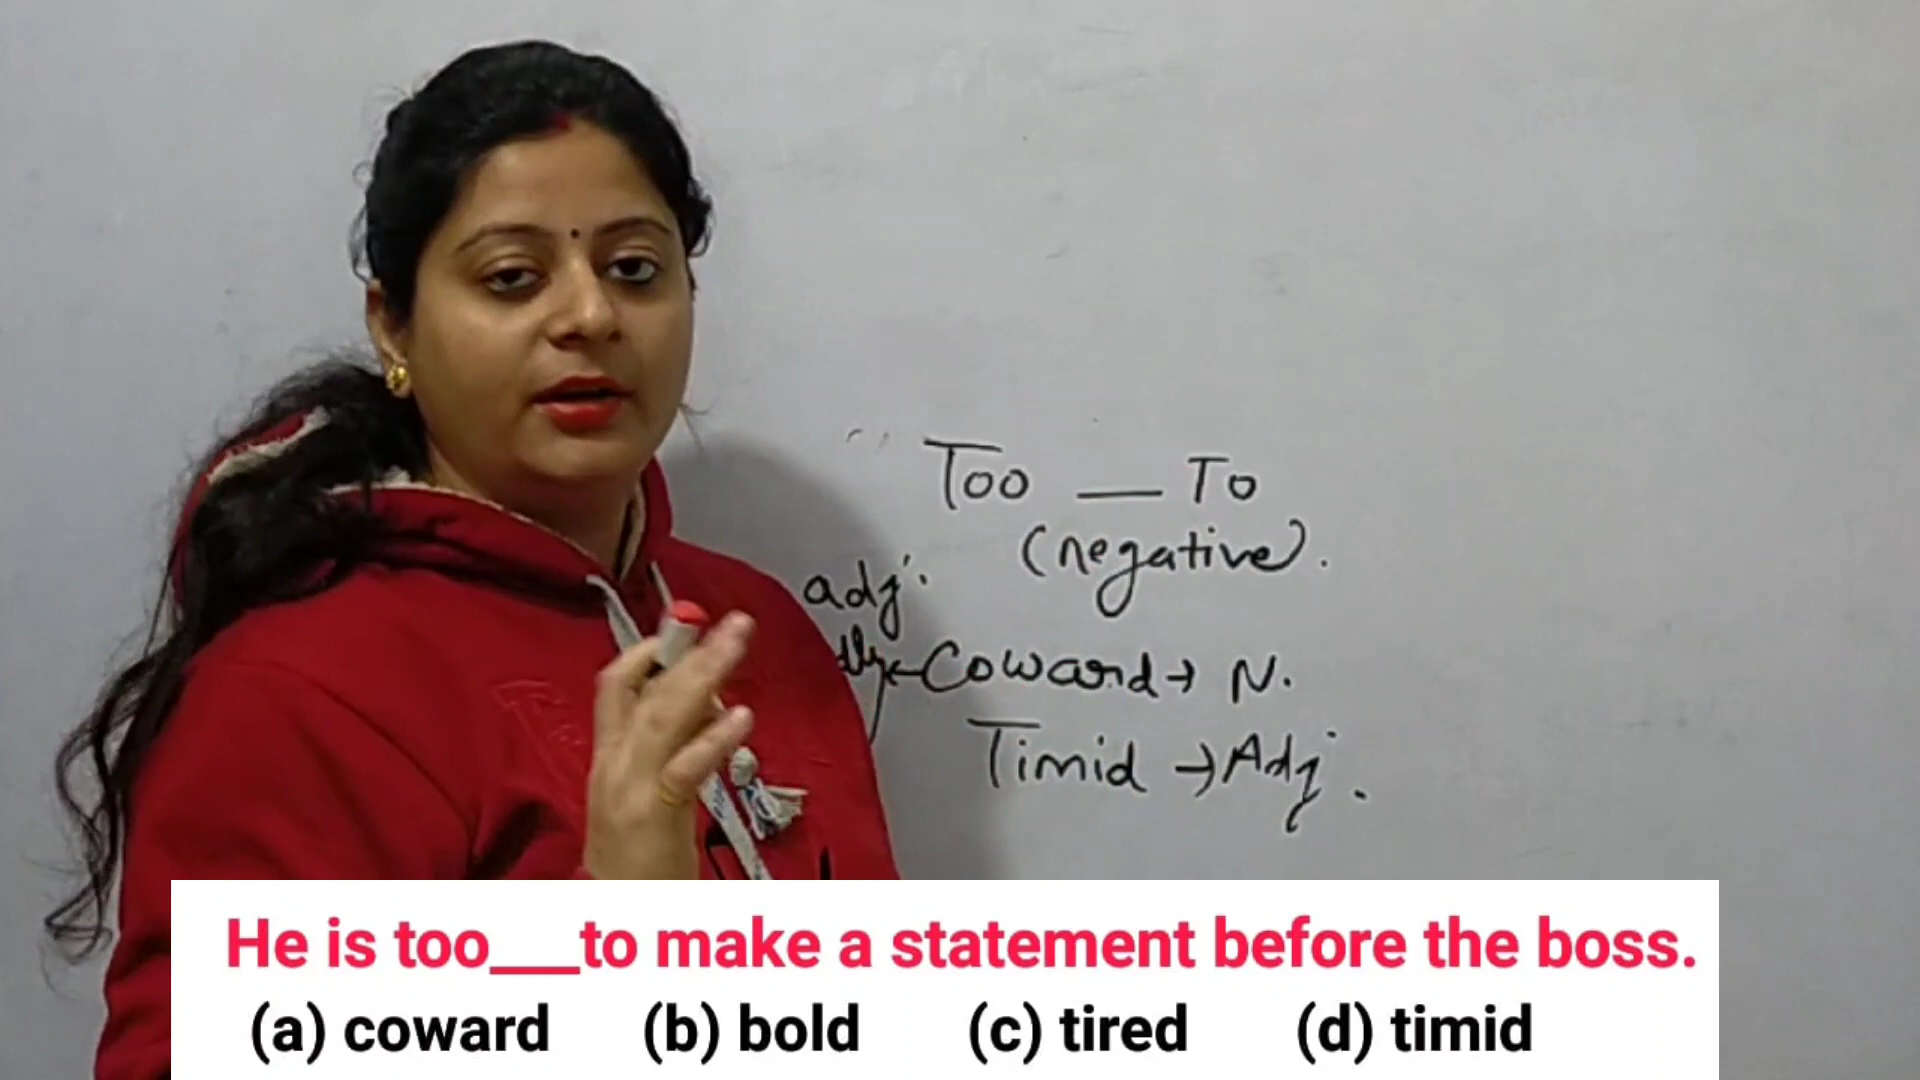 Too — To
(negative).
adj.
←Coward→ N.
Timid →Adj.
He is too___to make a statement before the boss.
(a) coward (b) bold (c) tired (d) timid